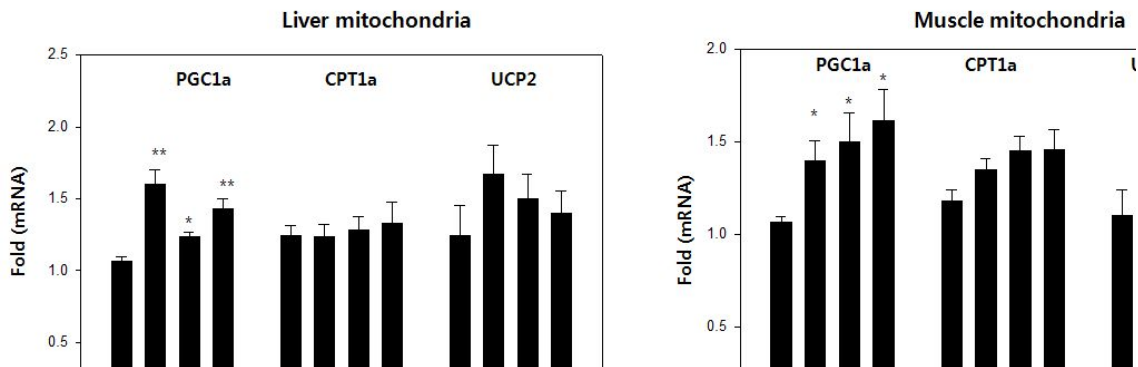 Liver mitochondria
2.5
PGC1a CPT1a UCP2
2.0
**
**
1.5
*
1.0
0.5
Fold (mRNA)
Muscle mitochondria
2.0
PGC1a CPT1a U
* * *
1.5
1.0
0.5
Fold (mRNA)